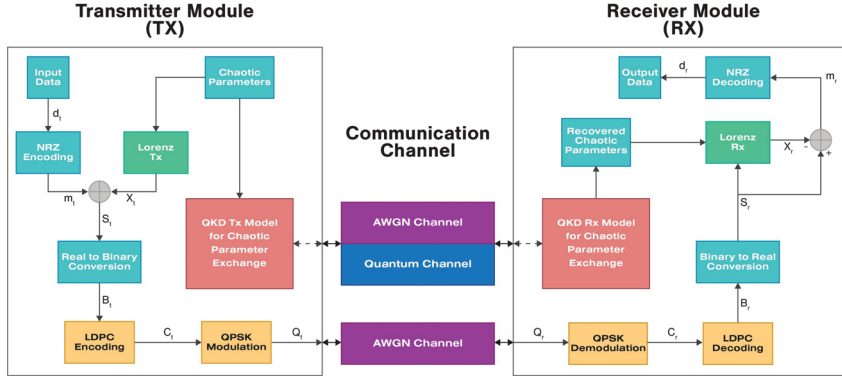 Transmitter Module
(TX)
Receiver Module
(RX)
Communication
Channel
Input
Data
Chaotic
Parameters
d_t
NRZ
Encoding
Lorenz
Tx
m_t
X_t
S_t
QKD Tx Model
for Chaotic
Parameter
Exchange
Real to Binary
Conversion
B_t
LDPC
Encoding
C_t
QPSK
Modulation
Q_t
AWGN Channel
Quantum Channel
AWGN Channel
Output
Data
d_r
NRZ
Decoding
m_r
Recovered
Chaotic
Parameters
Lorenz
Rx
X_r
-
+
S_r
QKD Rx Model
for Chaotic
Parameter
Exchange
Binary to Real
Conversion
B_r
Q_r
QPSK
Demodulation
C_r
LDPC
Decoding